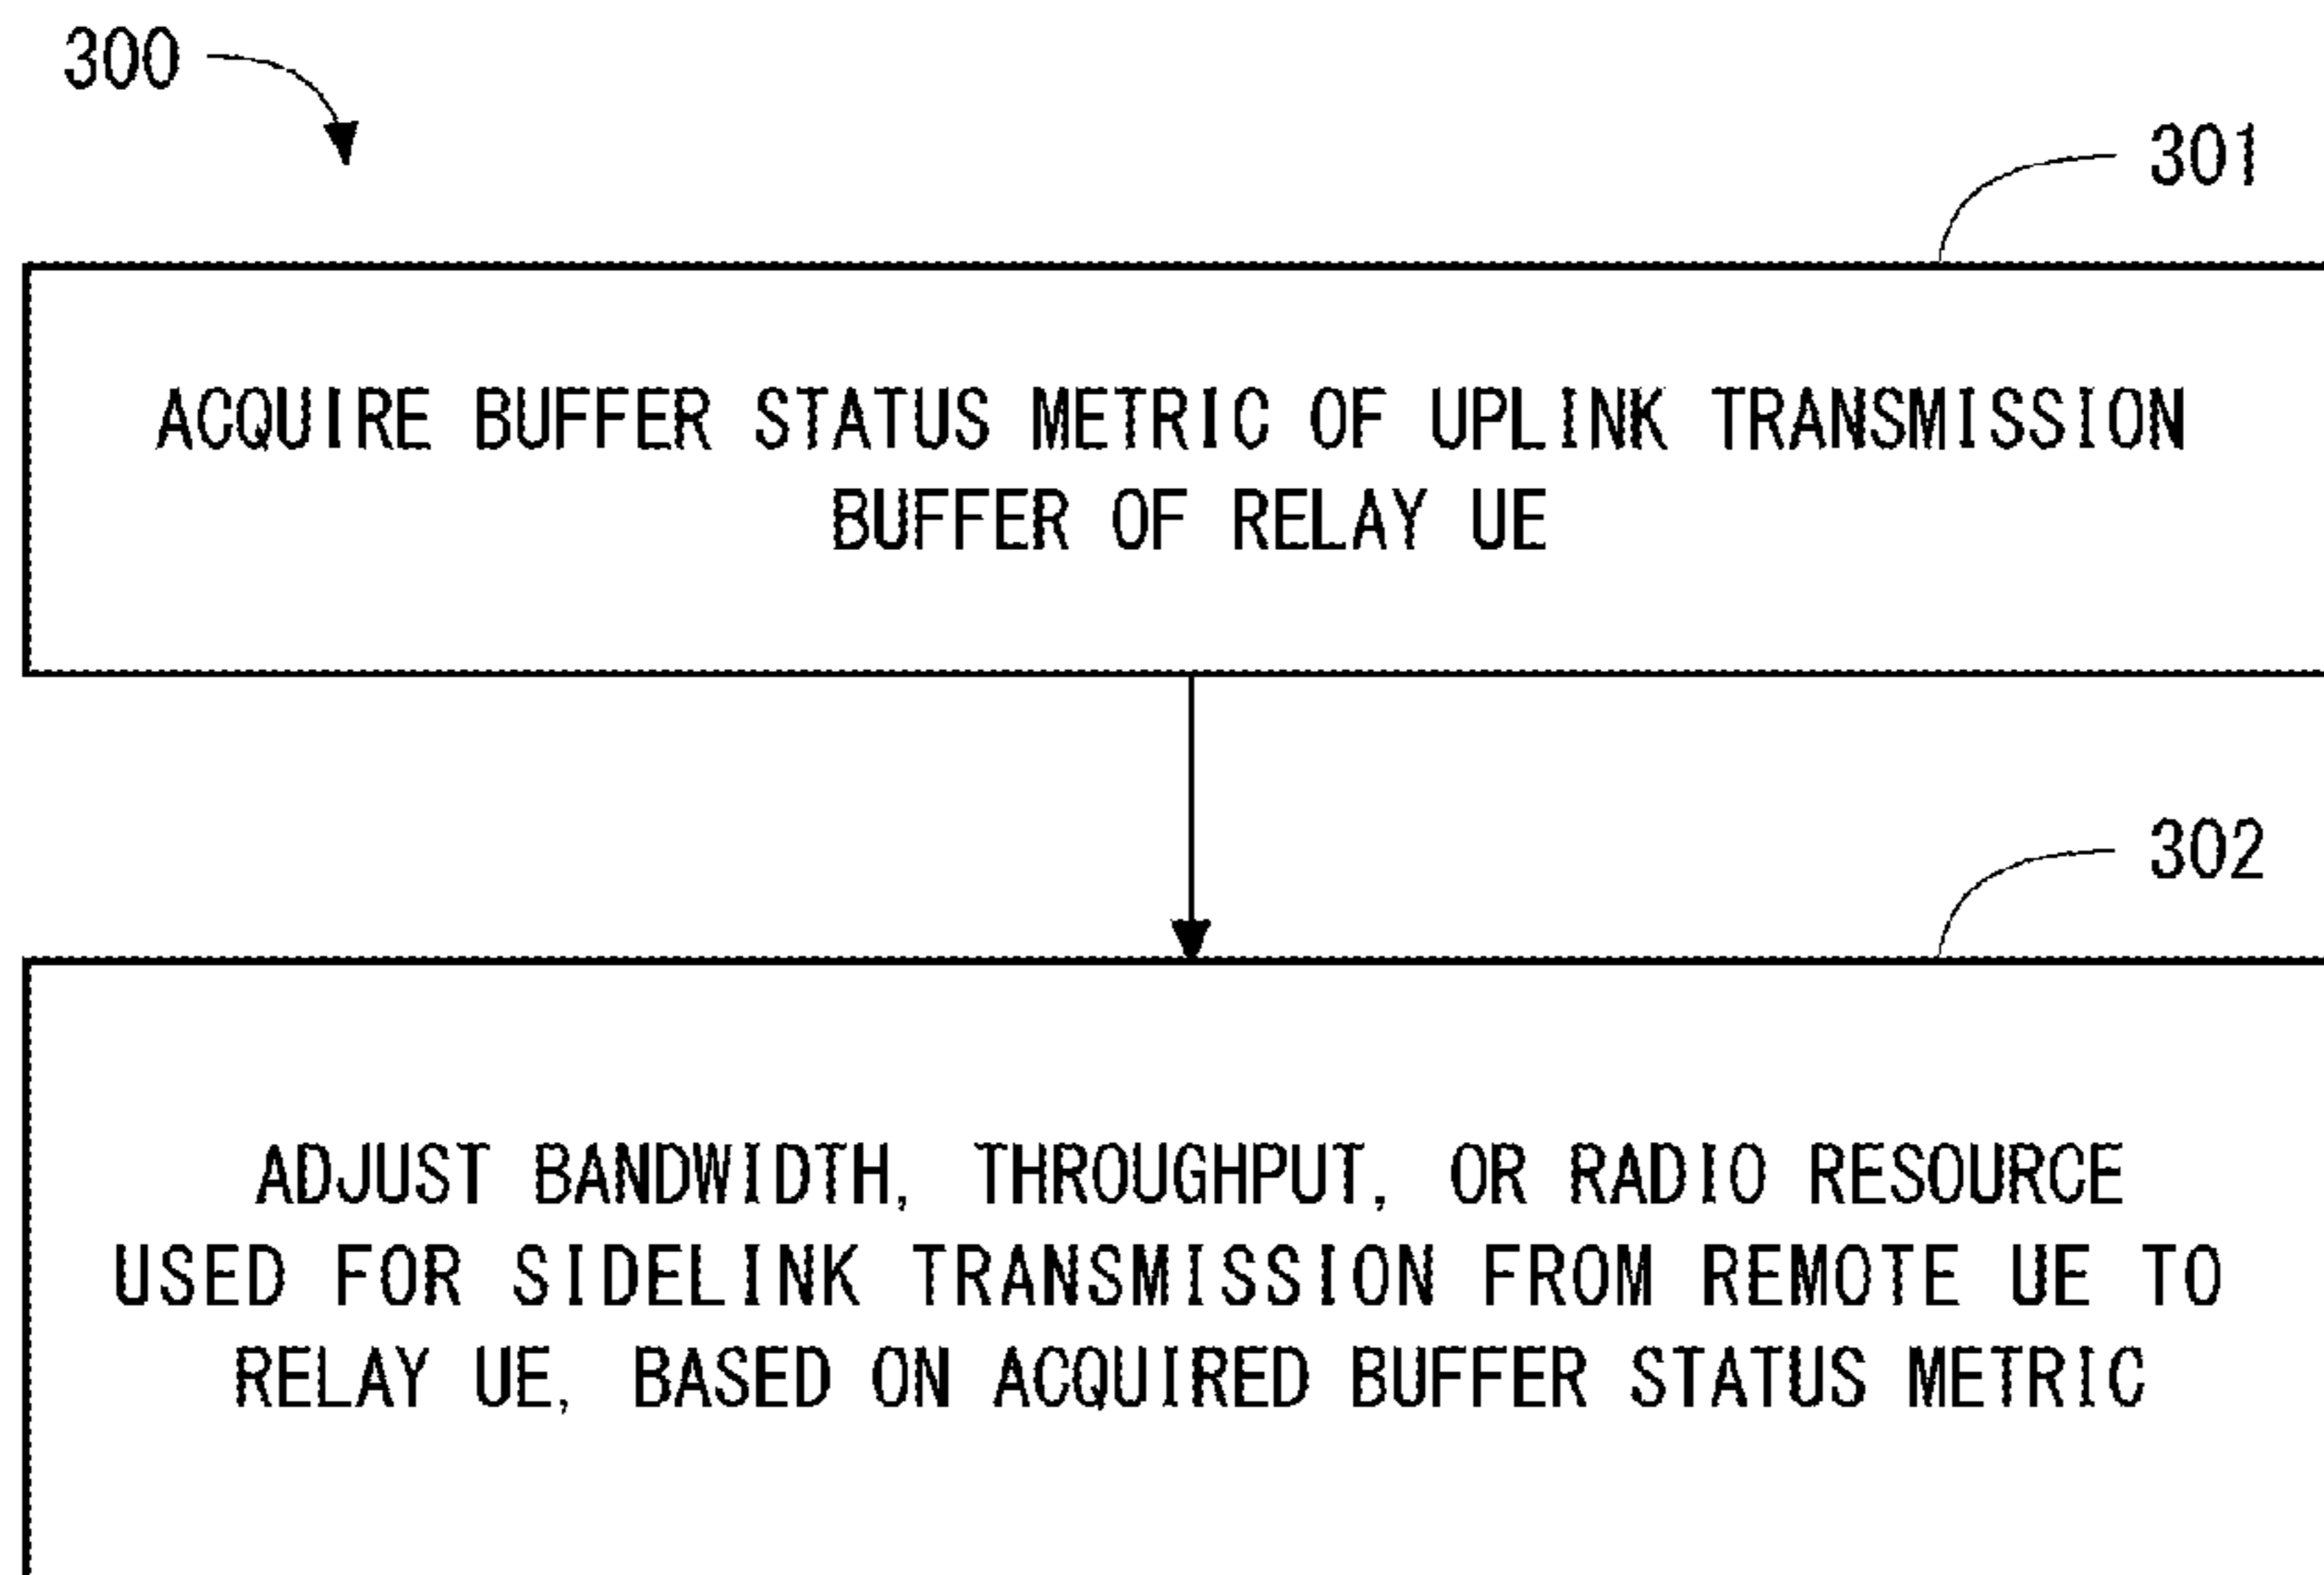 300
301
ACQUIRE BUFFER STATUS METRIC OF UPLINK TRANSMISSION
BUFFER OF RELAY UE
302
ADJUST BANDWIDTH, THROUGHPUT, OR RADIO RESOURCE
USED FOR SIDELINK TRANSMISSION FROM REMOTE UE TO
RELAY UE, BASED ON ACQUIRED BUFFER STATUS METRIC